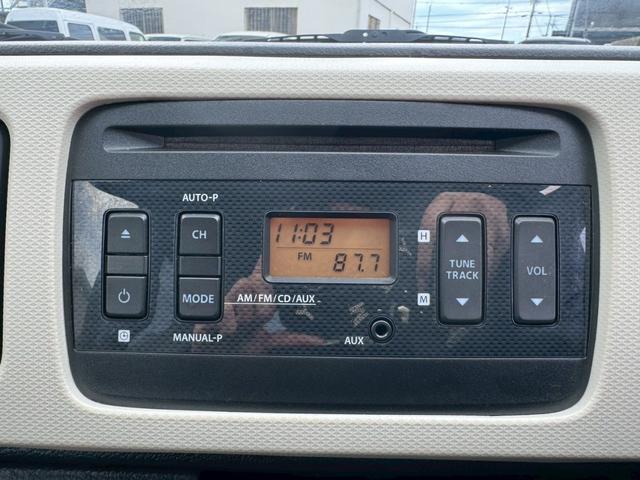 AUTO-P
CH
MODE
MANUAL-P
C
11:03
FM 87.7
AM/FM/CD/AUX
AUX
H
M
TUNE
TRACK
VOL